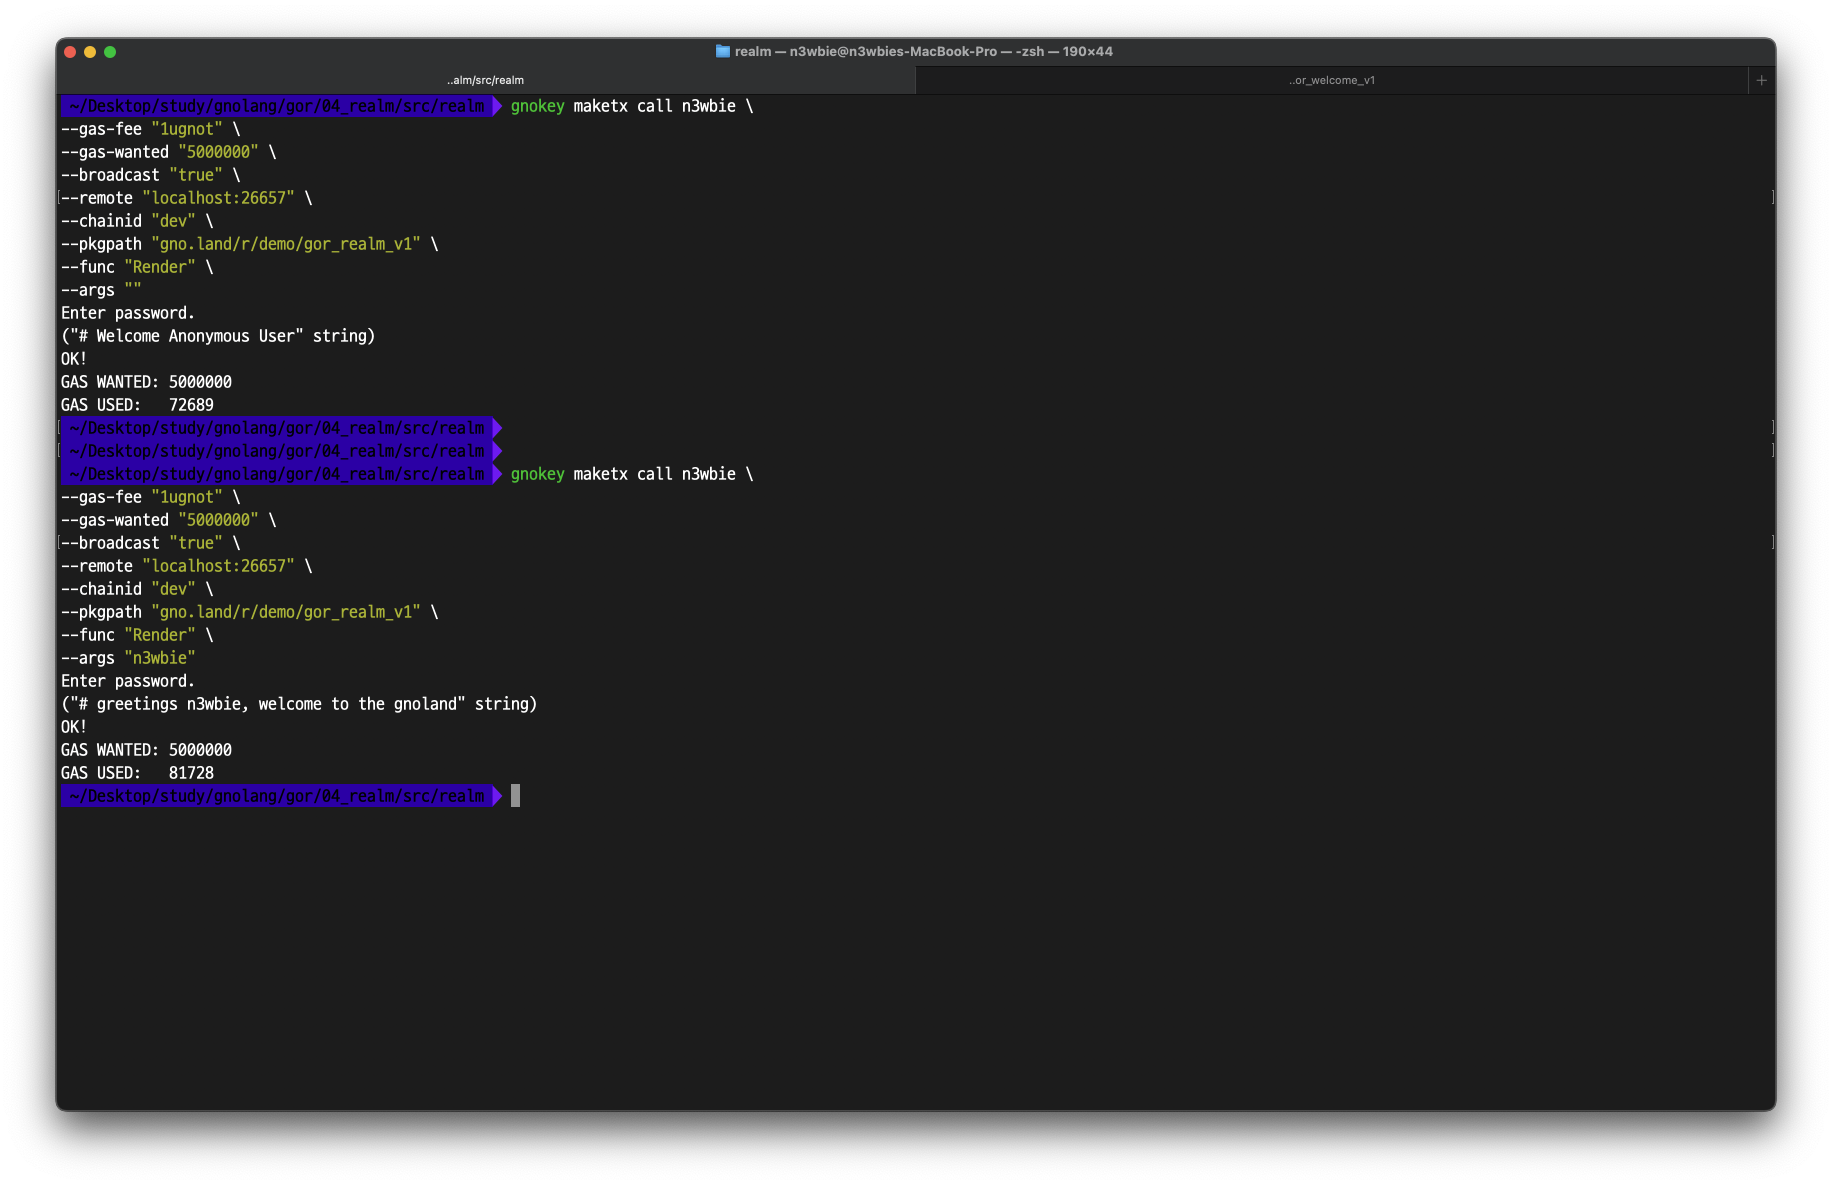 realm — n3wbie@n3wbies-MacBook-Pro — -zsh — 190×44
..alm/src/realm
..or_welcome_v1
+
~/Desktop/study/gnolang/gor/04_realm/src/realm gnokey maketx call n3wbie \
--gas-fee "1ugnot" \
--gas-wanted "5000000" \
--broadcast "true" \
[--remote "localhost:26657" \ ]
--chainid "dev" \
--pkgpath "gno.land/r/demo/gor_realm_v1" \
--func "Render" \
--args ""
Enter password.
("# Welcome Anonymous User" string)
OK!
GAS WANTED: 5000000
GAS USED:   72689
[ ~/Desktop/study/gnolang/gor/04_realm/src/realm ]
[ ~/Desktop/study/gnolang/gor/04_realm/src/realm ]
~/Desktop/study/gnolang/gor/04_realm/src/realm gnokey maketx call n3wbie \
--gas-fee "1ugnot" \
--gas-wanted "5000000" \
[--broadcast "true" \ ]
--remote "localhost:26657" \
--chainid "dev" \
--pkgpath "gno.land/r/demo/gor_realm_v1" \
--func "Render" \
--args "n3wbie"
Enter password.
("# greetings n3wbie, welcome to the gnoland" string)
OK!
GAS WANTED: 5000000
GAS USED:   81728
~/Desktop/study/gnolang/gor/04_realm/src/realm